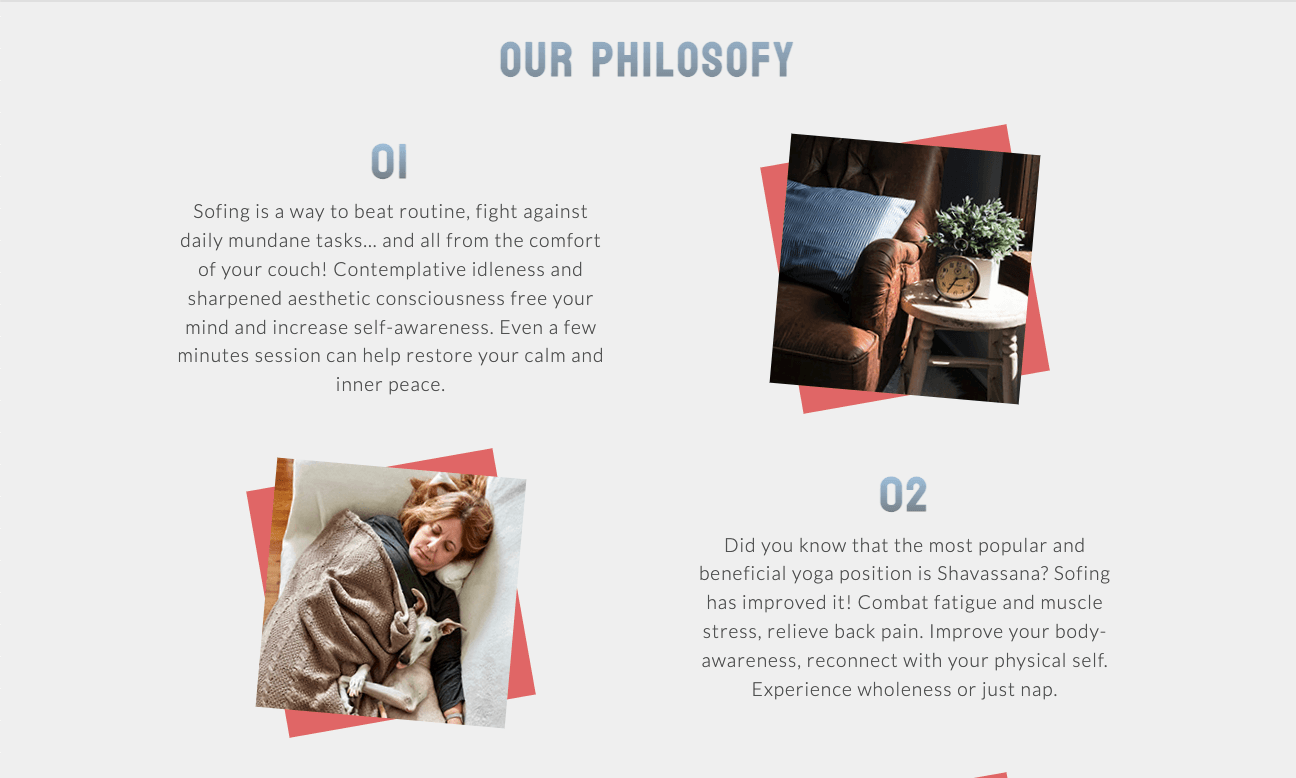 OUR PHILOSOFY
01
Sofing is a way to beat routine, fight against
daily mundane tasks... and all from the comfort
of your couch! Contemplative idleness and
sharpened aesthetic consciousness free your
mind and increase self-awareness. Even a few
minutes session can help restore your calm and
inner peace.
02
Did you know that the most popular and
beneficial yoga position is Shavassana? Sofing
has improved it! Combat fatigue and muscle
stress, relieve back pain. Improve your body-
awareness, reconnect with your physical self.
Experience wholeness or just nap.